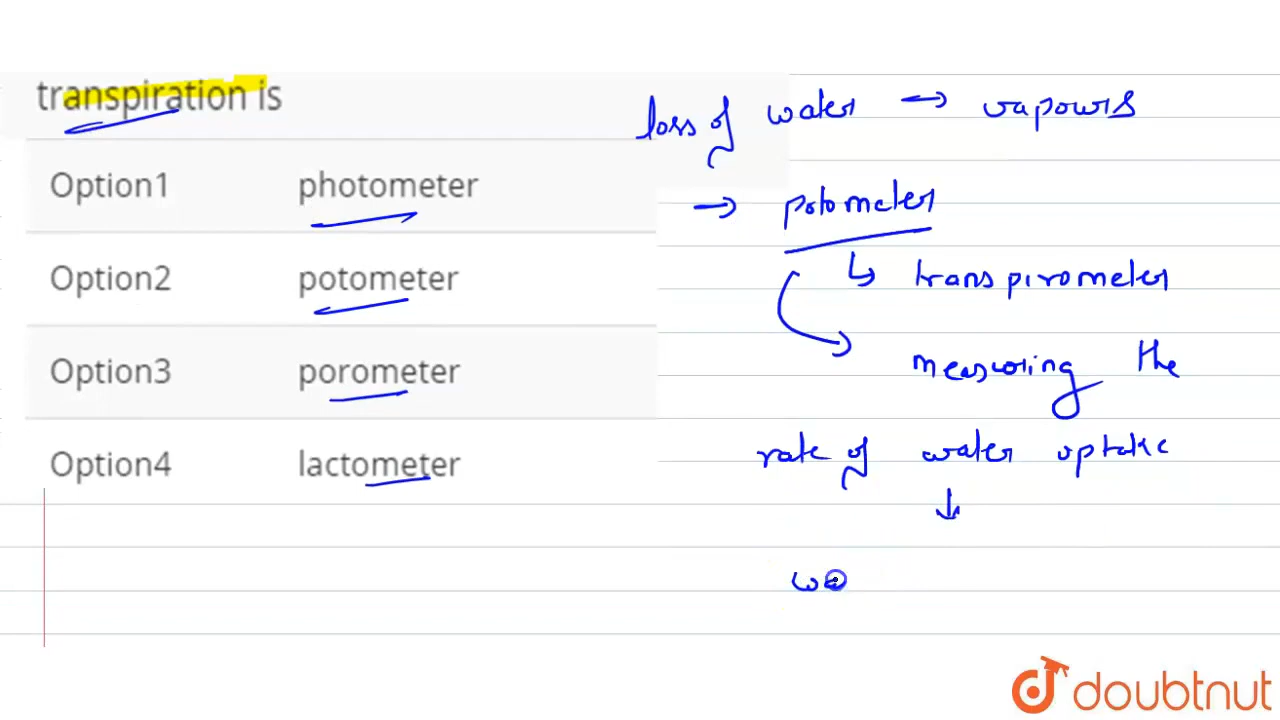 transpiration is
loss of water → vapours
Option1 photometer
→ potometer
Option2 potometer
↳ transpirometer
Option3 porometer
measuring the
rate of water uptake
Option4 lactometer
↓
doubtnut